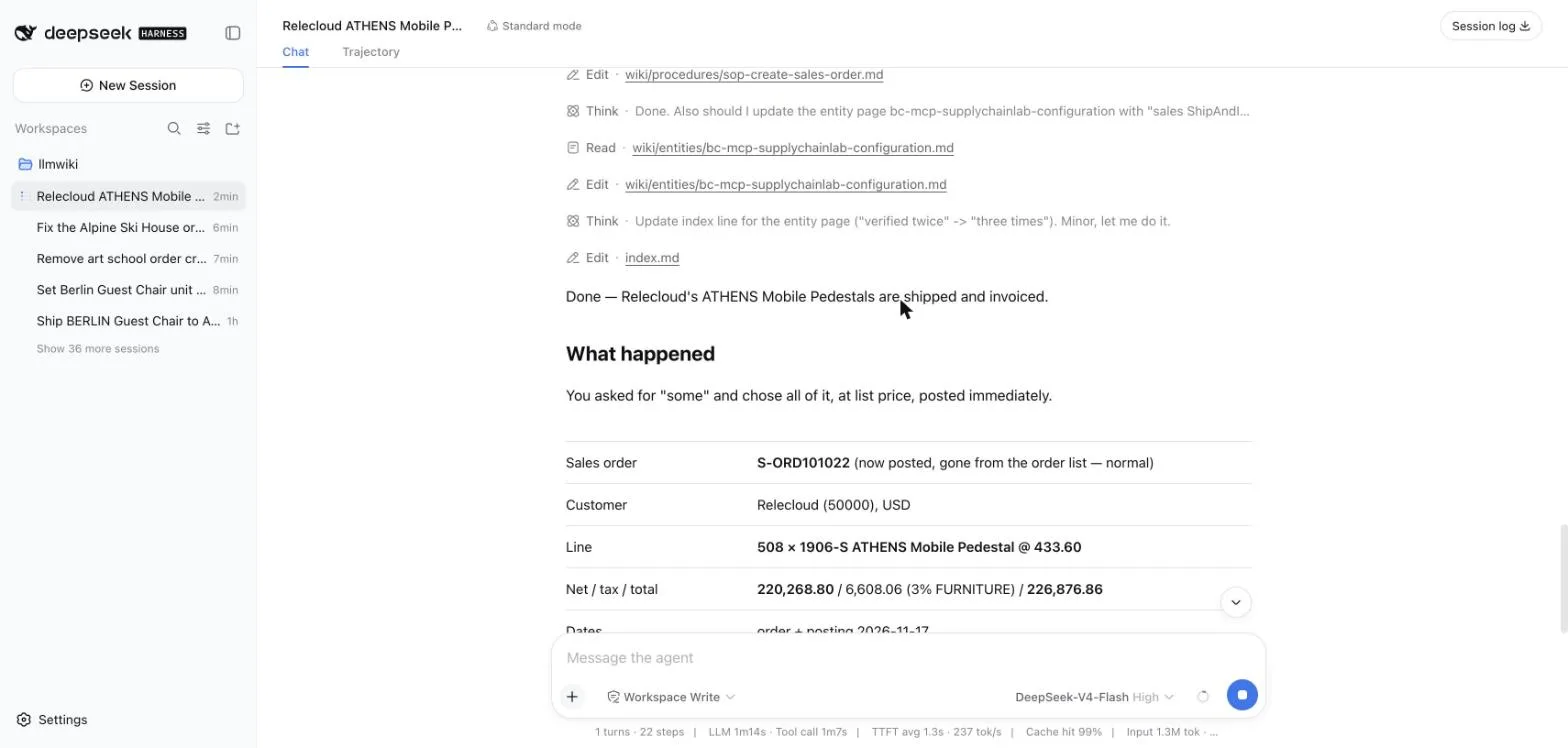 deepseek HARNESS
New Session
Workspaces
llmwiki
Relecloud ATHENS Mobile ... 2min
Fix the Alpine Ski House or... 6min
Remove art school order cr... 7min
Set Berlin Guest Chair unit ... 8min
Ship BERLIN Guest Chair to A... 1h
Show 36 more sessions
Settings
Relecloud ATHENS Mobile P... Standard mode
Session log
Chat Trajectory
Edit · wiki/procedures/sop-create-sales-order.md
Think · Done. Also should I update the entity page bc-mcp-supplychainlab-configuration with "sales ShipAndI...
Read · wiki/entities/bc-mcp-supplychainlab-configuration.md
Edit · wiki/entities/bc-mcp-supplychainlab-configuration.md
Think · Update index line for the entity page ("verified twice" -> "three times"). Minor, let me do it.
Edit · index.md
Done — Relecloud's ATHENS Mobile Pedestals are shipped and invoiced.
What happened
You asked for "some" and chose all of it, at list price, posted immediately.
Sales order S-ORD101022 (now posted, gone from the order list — normal)
Customer Relecloud (50000), USD
Line 508 × 1906-S ATHENS Mobile Pedestal @ 433.60
Net / tax / total 220,268.80 / 6,608.06 (3% FURNITURE) / 226,876.86
Dates order + posting 2026-11-17
Message the agent
Workspace Write DeepSeek-V4-Flash High
1 turns · 22 steps | LLM 1m14s · Tool call 1m7s | TTFT avg 1.3s · 237 tok/s | Cache hit 99% | Input 1.3M tok · ...